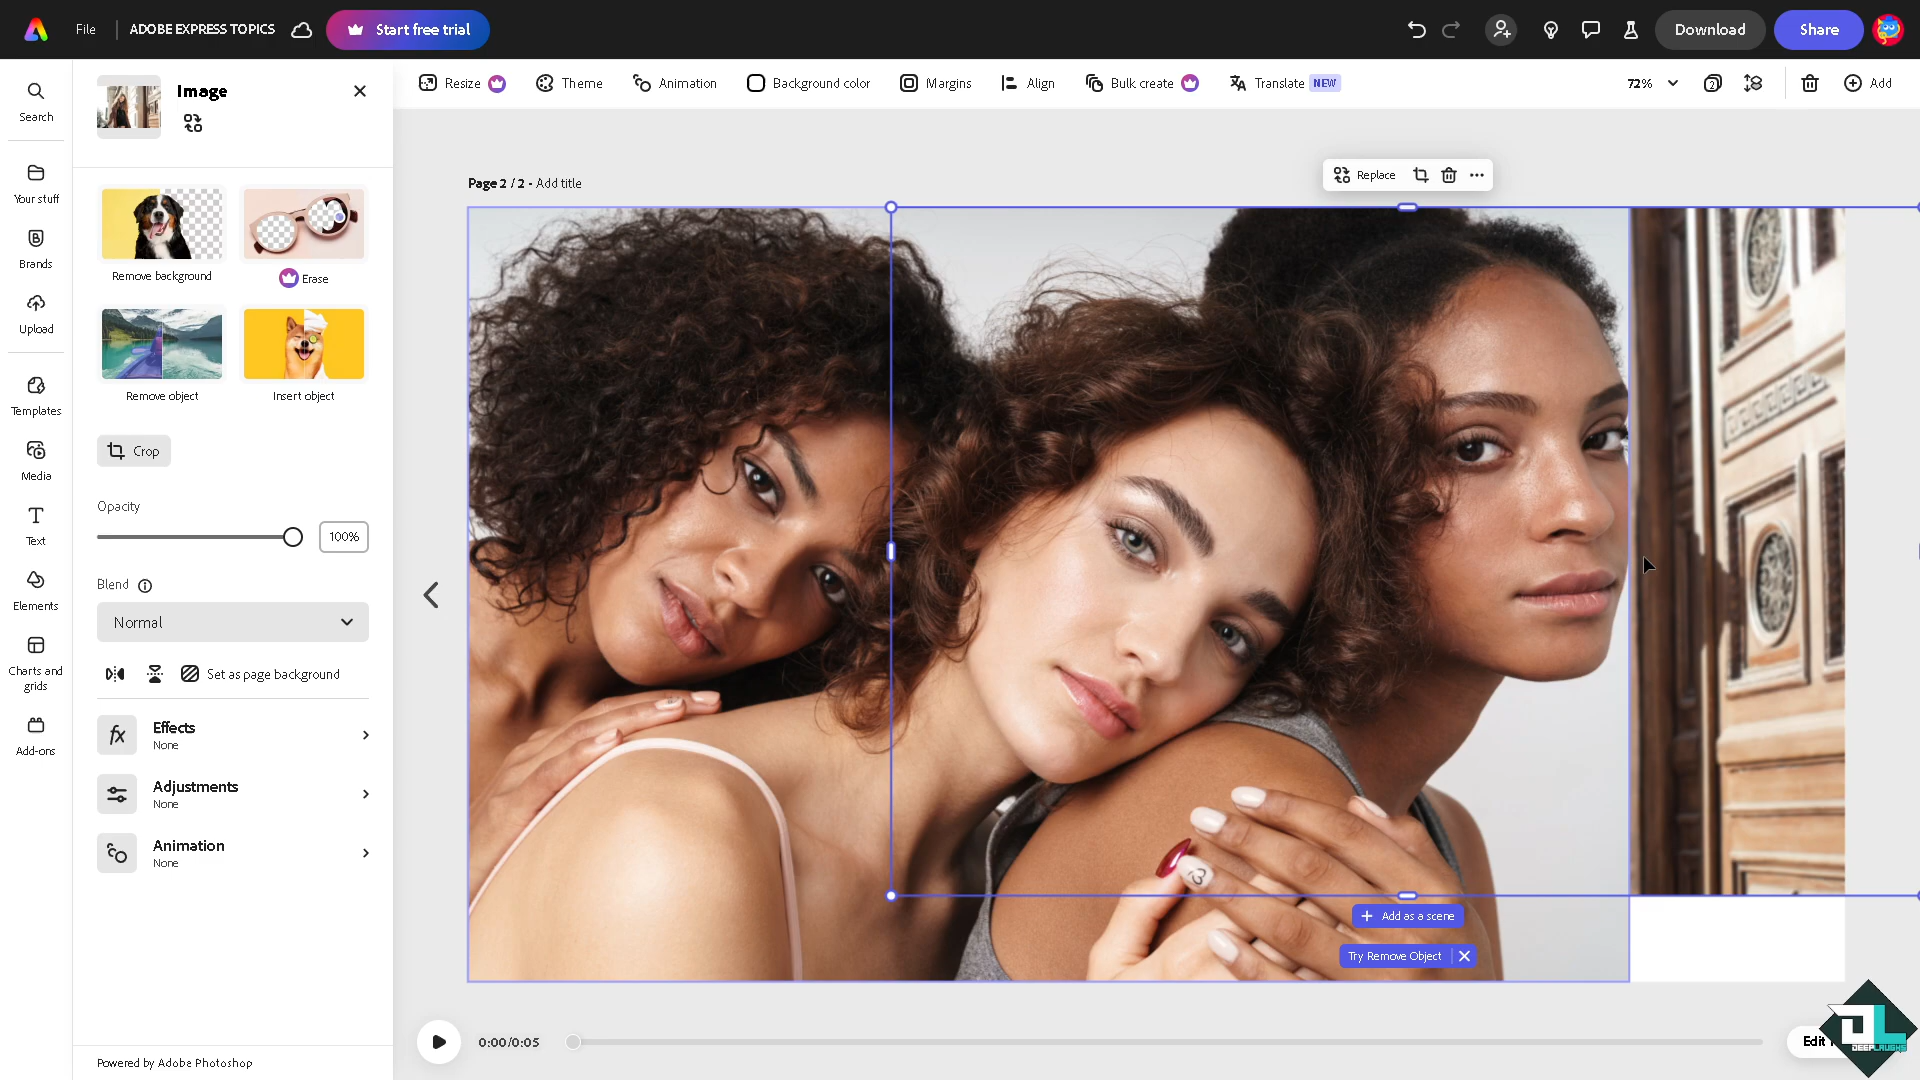 File
ADOBE EXPRESS TOPICS
Start free trial
Download
Share
Search
Your stuff
Brands
Upload
Templates
Media
Text
Elements
Charts and
grids
Add-ons
Image
Remove background
Erase
Remove object
Insert object
Crop
Opacity
100%
Blend
Normal
Set as page background
Effects
None
Adjustments
None
Animation
None
Powered by Adobe Photoshop
Resize
Theme
Animation
Background color
Margins
Align
Bulk create
Translate NEW
72%
2
Add
Page 2 / 2 - Add title
Replace
Add as a scene
Try Remove Object
0:00/0:05
Edit
DEEPLAUGHS